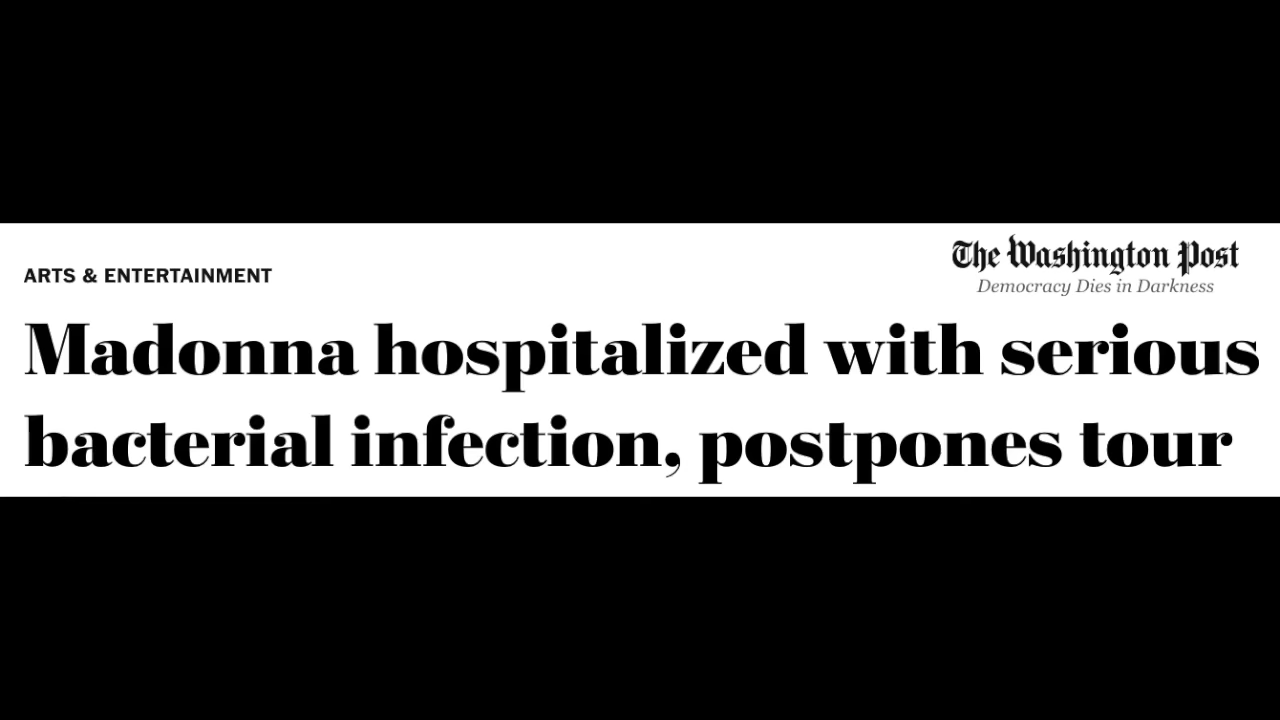 ARTS & ENTERTAINMENT
The Washington Post
Democracy Dies in Darkness
Madonna hospitalized with serious
bacterial infection, postpones tour